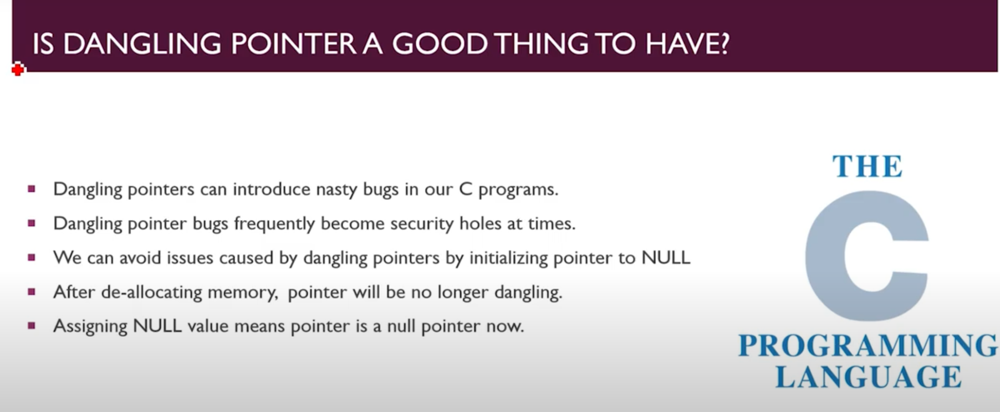 IS DANGLING POINTER A GOOD THING TO HAVE?
Dangling pointers can introduce nasty bugs in our C programs.
Dangling pointer bugs frequently become security holes at times.
We can avoid issues caused by dangling pointers by initializing pointer to NULL
After de-allocating memory, pointer will be no longer dangling.
Assigning NULL value means pointer is a null pointer now.
THE
C
PROGRAMMING
LANGUAGE